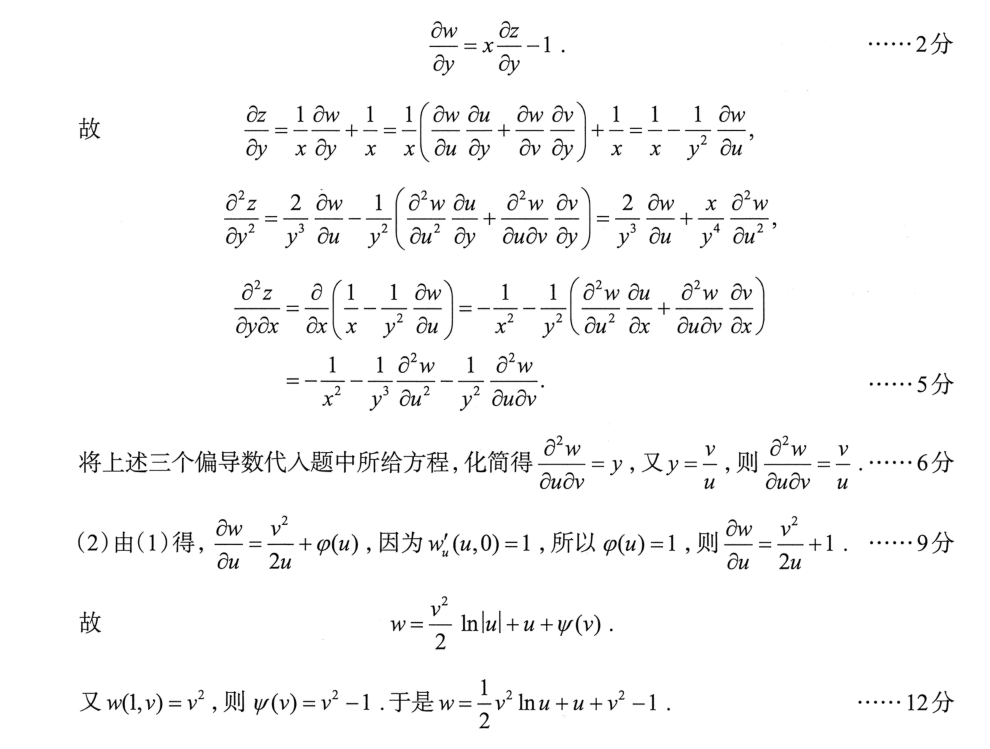 ∂w/∂y = x ∂z/∂y − 1 . ……2分
故 ∂z/∂y = 1/x ∂w/∂y + 1/x = 1/x (∂w/∂u ∂u/∂y + ∂w/∂v ∂v/∂y) + 1/x = 1/x − 1/y² ∂w/∂u,
∂²z/∂y² = 2/y³ ∂w/∂u − 1/y² (∂²w/∂u² ∂u/∂y + ∂²w/∂u∂v ∂v/∂y) = 2/y³ ∂w/∂u + x/y⁴ ∂²w/∂u²,
∂²z/∂y∂x = ∂/∂x (1/x − 1/y² ∂w/∂u) = − 1/x² − 1/y² (∂²w/∂u² ∂u/∂x + ∂²w/∂u∂v ∂v/∂x)
= − 1/x² − 1/y³ ∂²w/∂u² − 1/y² ∂²w/∂u∂v. ……5分
将上述三个偏导数代入题中所给方程,化简得 ∂²w/∂u∂v = y ,又 y = v/u ,则 ∂²w/∂u∂v = v/u .……6分
(2)由(1)得, ∂w/∂u = v²/2u + φ(u) ,因为 w′ᵤ(u,0) = 1 ,所以 φ(u) = 1 ,则 ∂w/∂u = v²/2u + 1 . ……9分
故 w = v²/2 ln|u| + u + ψ(v) .
又 w(1,v) = v² ,则 ψ(v) = v² − 1 .于是 w = 1/2 v² ln u + u + v² − 1 . ……12分